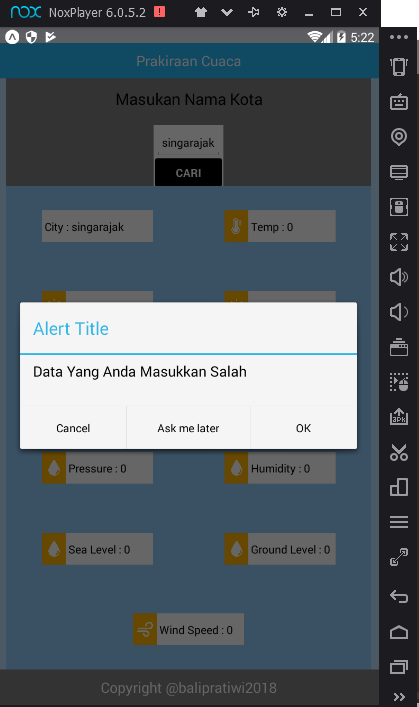 nox NoxPlayer 6.0.5.2
5:22
Prakiraan Cuaca
Masukan Nama Kota
singarajak
CARI
City : singarajak
Temp : 0
Alert Title
Data Yang Anda Masukkan Salah
Cancel
Ask me later
OK
Pressure : 0
Humidity : 0
Sea Level : 0
Ground Level : 0
Wind Speed : 0
Copyright @balipratiwi2018